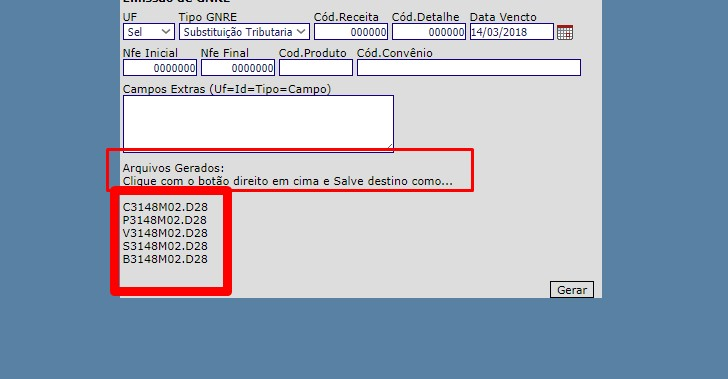 Emissão de GNRE
UF Tipo GNRE Cód.Receita Cód.Detalhe Data Vencto
Sel Substituição Tributaria 000000 000000 14/03/2018
Nfe Inicial Nfe Final Cod.Produto Cód.Convênio
0000000 0000000
Campos Extras (Uf=Id=Tipo=Campo)
Arquivos Gerados:
Clique com o botão direito em cima e Salve destino como...
C3148M02.D28
P3148M02.D28
V3148M02.D28
S3148M02.D28
B3148M02.D28
Gerar